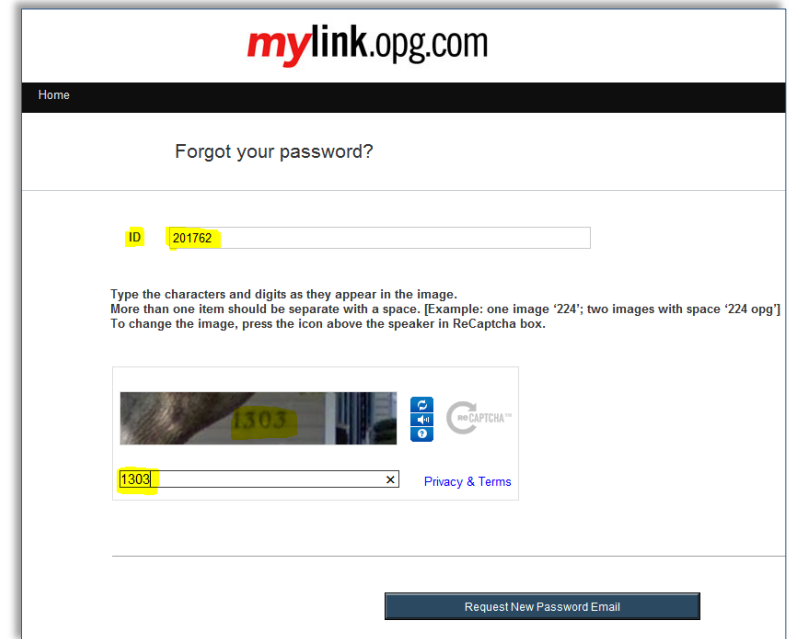 mylink.opg.com
Home
Forgot your password?
ID 201762
Type the characters and digits as they appear in the image.
More than one item should be separate with a space. [Example: one image ‘224’; two images with space ‘224 opg’]
To change the image, press the icon above the speaker in ReCaptcha box.
1303
reCAPTCHA™
1303
Privacy & Terms
Request New Password Email